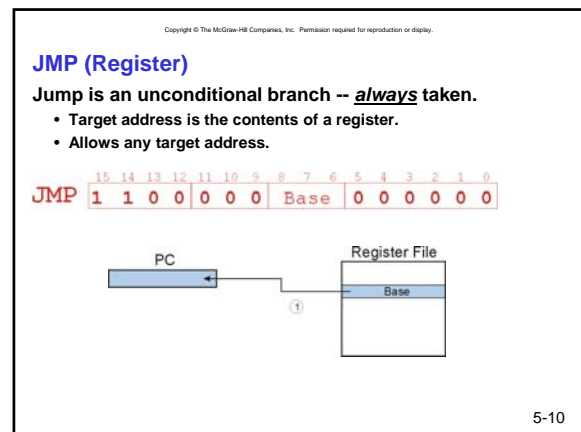 Copyright © The McGraw-Hill Companies, Inc. Permission required for reproduction or display.
JMP (Register)
Jump is an unconditional branch -- always taken.
• Target address is the contents of a register.
• Allows any target address.
15 14 13 12 11 10 9 8 7 6 5 4 3 2 1 0
JMP 1 1 0 0 0 0 0 Base 0 0 0 0 0 0
PC
Register File
Base
1
5-10